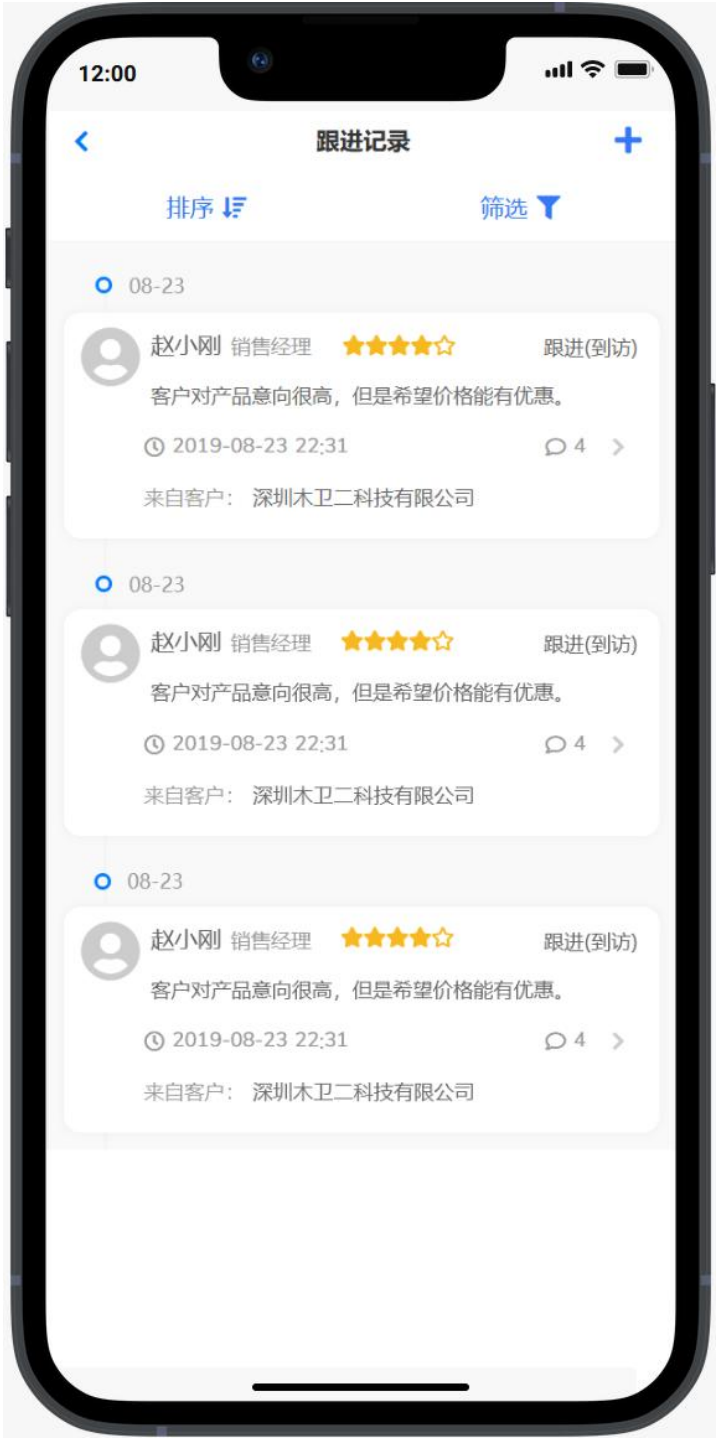 12:00
跟进记录
排序
筛选
08-23
赵小刚 销售经理 跟进(到访)
客户对产品意向很高，但是希望价格能有优惠。
2019-08-23 22:31 4
来自客户： 深圳木卫二科技有限公司
08-23
赵小刚 销售经理 跟进(到访)
客户对产品意向很高，但是希望价格能有优惠。
2019-08-23 22:31 4
来自客户： 深圳木卫二科技有限公司
08-23
赵小刚 销售经理 跟进(到访)
客户对产品意向很高，但是希望价格能有优惠。
2019-08-23 22:31 4
来自客户： 深圳木卫二科技有限公司